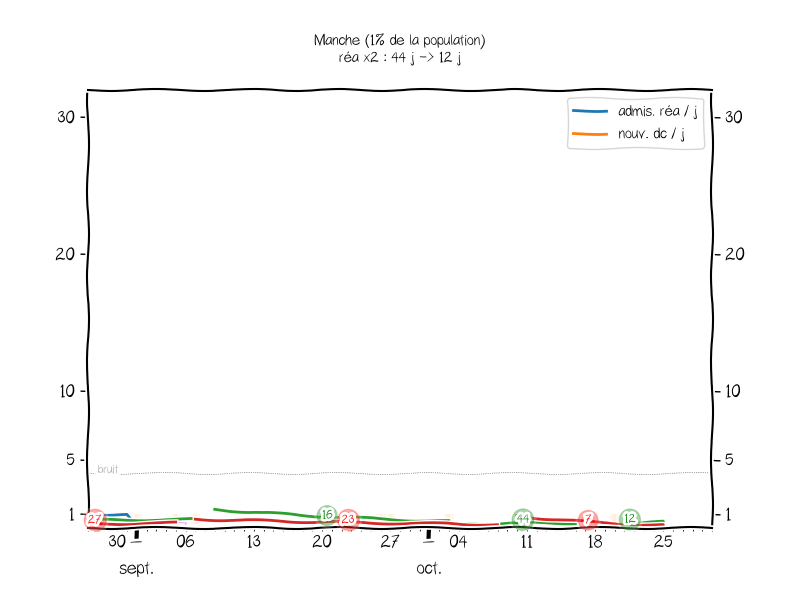 Manche (1% de la population)
réa x2 : 44 j -> 12 j
admis. réa / j
nouv. dc / j
30 30
20 20
10 10
5 5
bruit
1 1
27 16 23 44 7 12
30 06 13 20 27 04 11 18 25
sept. oct.